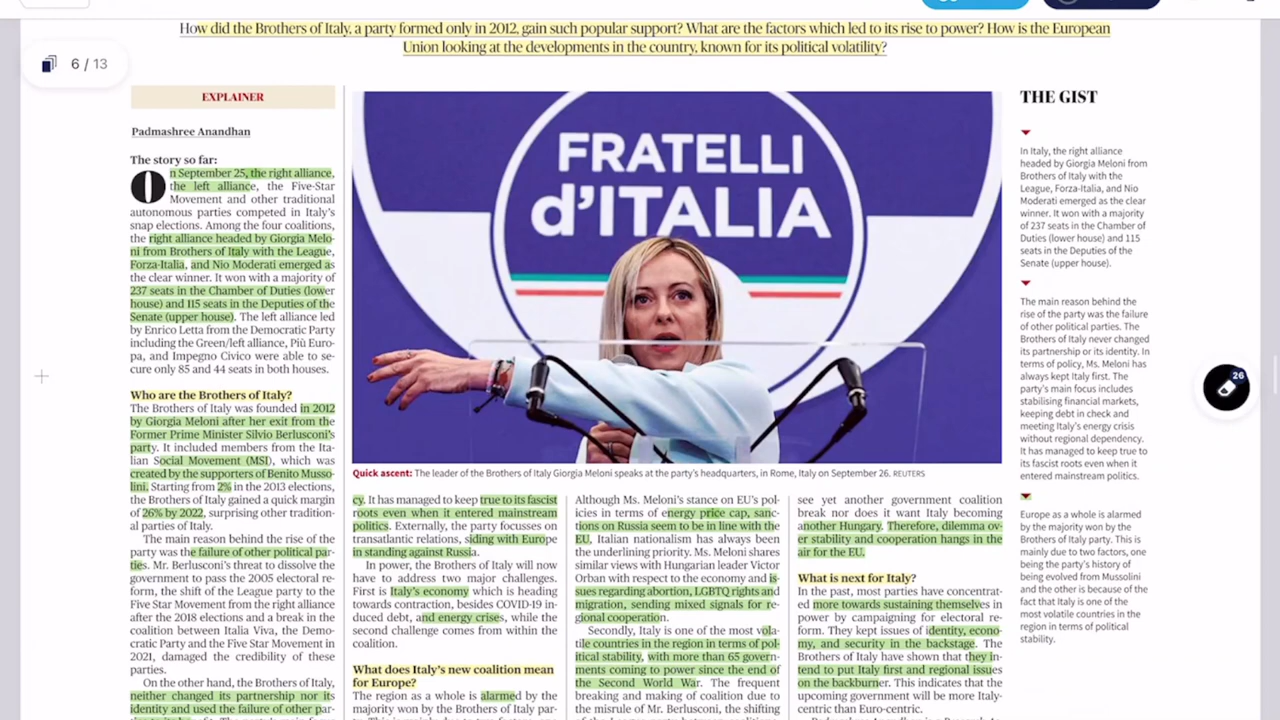 How did the Brothers of Italy, a party formed only in 2012, gain such popular support? What are the factors which led to its rise to power? How is the European
Union looking at the developments in the country, known for its political volatility?
6 / 13
EXPLAINER
Padmashree Anandhan
The story so far:
On September 25, the right alliance,
the left alliance, the Five-Star
Movement and other traditional
autonomous parties competed in Italy's
snap elections. Among the four coalitions,
the right alliance headed by Giorgia Melo-
ni from Brothers of Italy with the League,
Forza-Italia, and Nio Moderati emerged as
the clear winner. It won with a majority of
237 seats in the Chamber of Duties (lower
house) and 115 seats in the Deputies of the
Senate (upper house). The left alliance led
by Enrico Letta from the Democratic Party
including the Green/left alliance, Più Euro-
pa, and Impegno Civico were able to se-
cure only 85 and 44 seats in both houses.
Who are the Brothers of Italy?
The Brothers of Italy was founded in 2012
by Giorgia Meloni after her exit from the
Former Prime Minister Silvio Berlusconi's
party. It included members from the Ita-
lian Social Movement (MSI), which was
created by the supporters of Benito Musso-
lini. Starting from 2% in the 2013 elections,
the Brothers of Italy gained a quick margin
of 26% by 2022, surprising other tradition-
al parties of Italy.
The main reason behind the rise of the
party was the failure of other political par-
ties. Mr. Berlusconi's threat to dissolve the
government to pass the 2005 electoral re-
form, the shift of the League party to the
Five Star Movement from the right alliance
after the 2018 elections and a break in the
coalition between Italia Viva, the Demo-
cratic Party and the Five Star Movement in
2021, damaged the credibility of these
parties.
On the other hand, the Brothers of Italy,
neither changed its partnership nor its
identity and used the failure of other par-
FRATELLI
d'ITALIA
Quick ascent: The leader of the Brothers of Italy Giorgia Meloni speaks at the party's headquarters, in Rome, Italy on September 26. REUTERS
cy. It has managed to keep true to its fascist
roots even when it entered mainstream
politics. Externally, the party focusses on
transatlantic relations, siding with Europe
in standing against Russia.
In power, the Brothers of Italy will now
have to address two major challenges.
First is Italy's economy which is heading
towards contraction, besides COVID-19 in-
duced debt, and energy crises, while the
second challenge comes from within the
coalition.
What does Italy's new coalition mean
for Europe?
The region as a whole is alarmed by the
majority won by the Brothers of Italy par-
Although Ms. Meloni's stance on EU's pol-
icies in terms of energy price cap, sanc-
tions on Russia seem to be in line with the
EU, Italian nationalism has always been
the underlining priority. Ms. Meloni shares
similar views with Hungarian leader Victor
Orban with respect to the economy and is-
sues regarding abortion, LGBTQ rights and
migration, sending mixed signals for re-
gional cooperation.
Secondly, Italy is one of the most vola-
tile countries in the region in terms of pol-
itical stability, with more than 65 govern-
ments coming to power since the end of
the Second World War. The frequent
breaking and making of coalition due to
the misrule of Mr. Berlusconi, the shifting
see yet another government coalition
break nor does it want Italy becoming
another Hungary. Therefore, dilemma ov-
er stability and cooperation hangs in the
air for the EU.
What is next for Italy?
In the past, most parties have concentrat-
ed more towards sustaining themselves in
power by campaigning for electoral re-
form. They kept issues of identity, econo-
my, and security in the backstage. The
Brothers of Italy have shown that they in-
tend to put Italy first and regional issues
on the backburner. This indicates that the
upcoming government will be more Italy-
centric than Euro-centric.
THE GIST
In Italy, the right alliance
headed by Giorgia Meloni from
Brothers of Italy with the
League, Forza-Italia, and Nio
Moderati emerged as the clear
winner. It won with a majority
of 237 seats in the Chamber of
Duties (lower house) and 115
seats in the Deputies of the
Senate (upper house).
The main reason behind the
rise of the party was the failure
of other political parties. The
Brothers of Italy never changed
its partnership or its identity. In
terms of policy, Ms. Meloni has
always kept Italy first. The
party's main focus includes
stabilising financial markets,
keeping debt in check and
meeting Italy's energy crisis
without regional dependency.
It has managed to keep true to
its fascist roots even when it
entered mainstream politics.
Europe as a whole is alarmed
by the majority won by the
Brothers of Italy party. This is
mainly due to two factors, one
being the party's history of
being evolved from Mussolini
and the other is because of the
fact that Italy is one of the
most volatile countries in the
region in terms of political
stability.
26